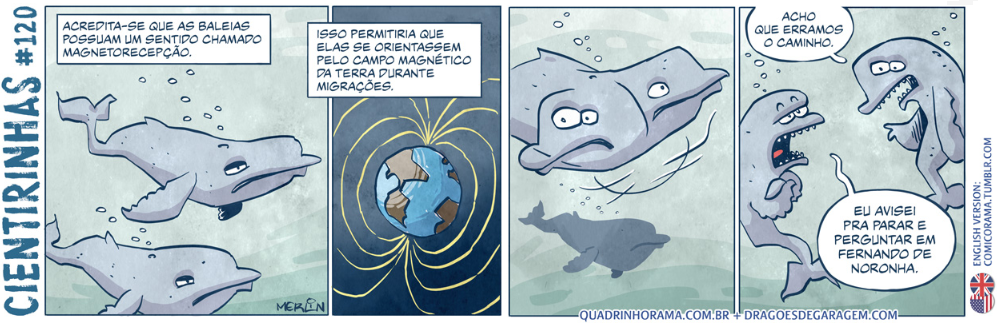 CIENTIRINHAS #120
ACREDITA-SE QUE AS BALEIAS
POSSUAM UM SENTIDO CHAMADO
MAGNETORECEPÇÃO.
MERLIN
ISSO PERMITIRIA QUE
ELAS SE ORIENTASSEM
PELO CAMPO MAGNÉTICO
DA TERRA DURANTE
MIGRAÇÕES.
ACHO
QUE ERRAMOS
O CAMINHO.
EU AVISEI
PRA PARAR E
PERGUNTAR EM
FERNANDO DE
NORONHA.
QUADRINHORAMA.COM.BR + DRAGOESDEGARAGEM.COM
ENGLISH VERSION:
COMICORAMA.TUMBLR.COM